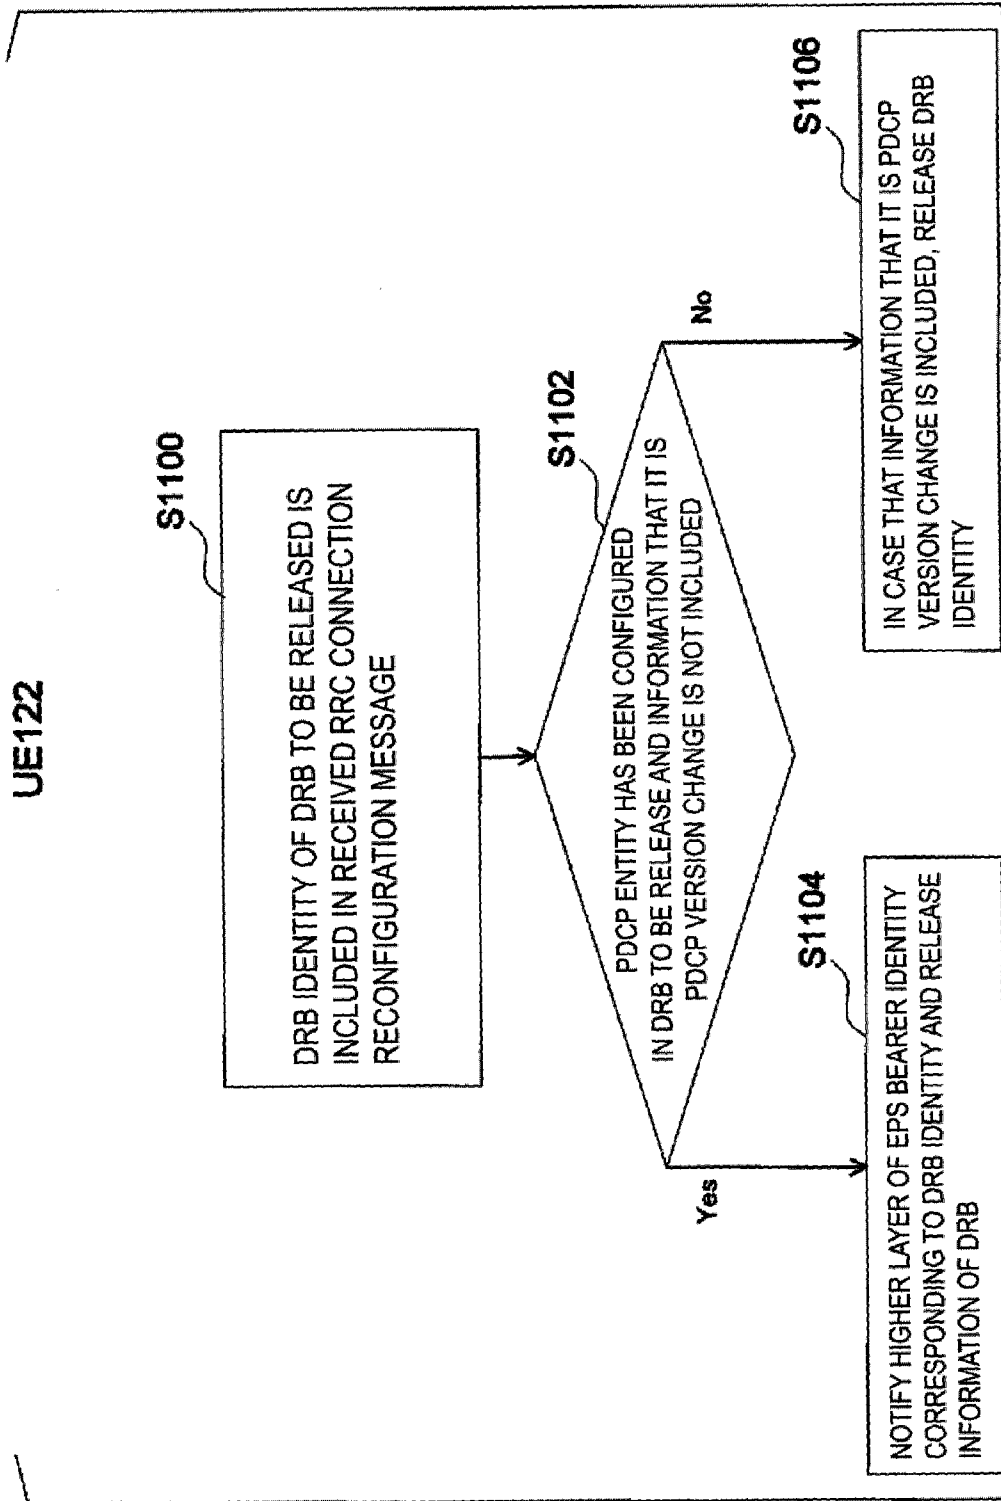 UE122
S1100
DRB IDENTITY OF DRB TO BE RELEASED IS
INCLUDED IN RECEIVED RRC CONNECTION
RECONFIGURATION MESSAGE
S1102
PDCP ENTITY HAS BEEN CONFIGURED
IN DRB TO BE RELEASE AND INFORMATION THAT IT IS
PDCP VERSION CHANGE IS NOT INCLUDED
Yes
No
S1104
NOTIFY HIGHER LAYER OF EPS BEARER IDENTITY
CORRESPONDING TO DRB IDENTITY AND RELEASE
INFORMATION OF DRB
S1106
IN CASE THAT INFORMATION THAT IT IS PDCP
VERSION CHANGE IS INCLUDED, RELEASE DRB
IDENTITY